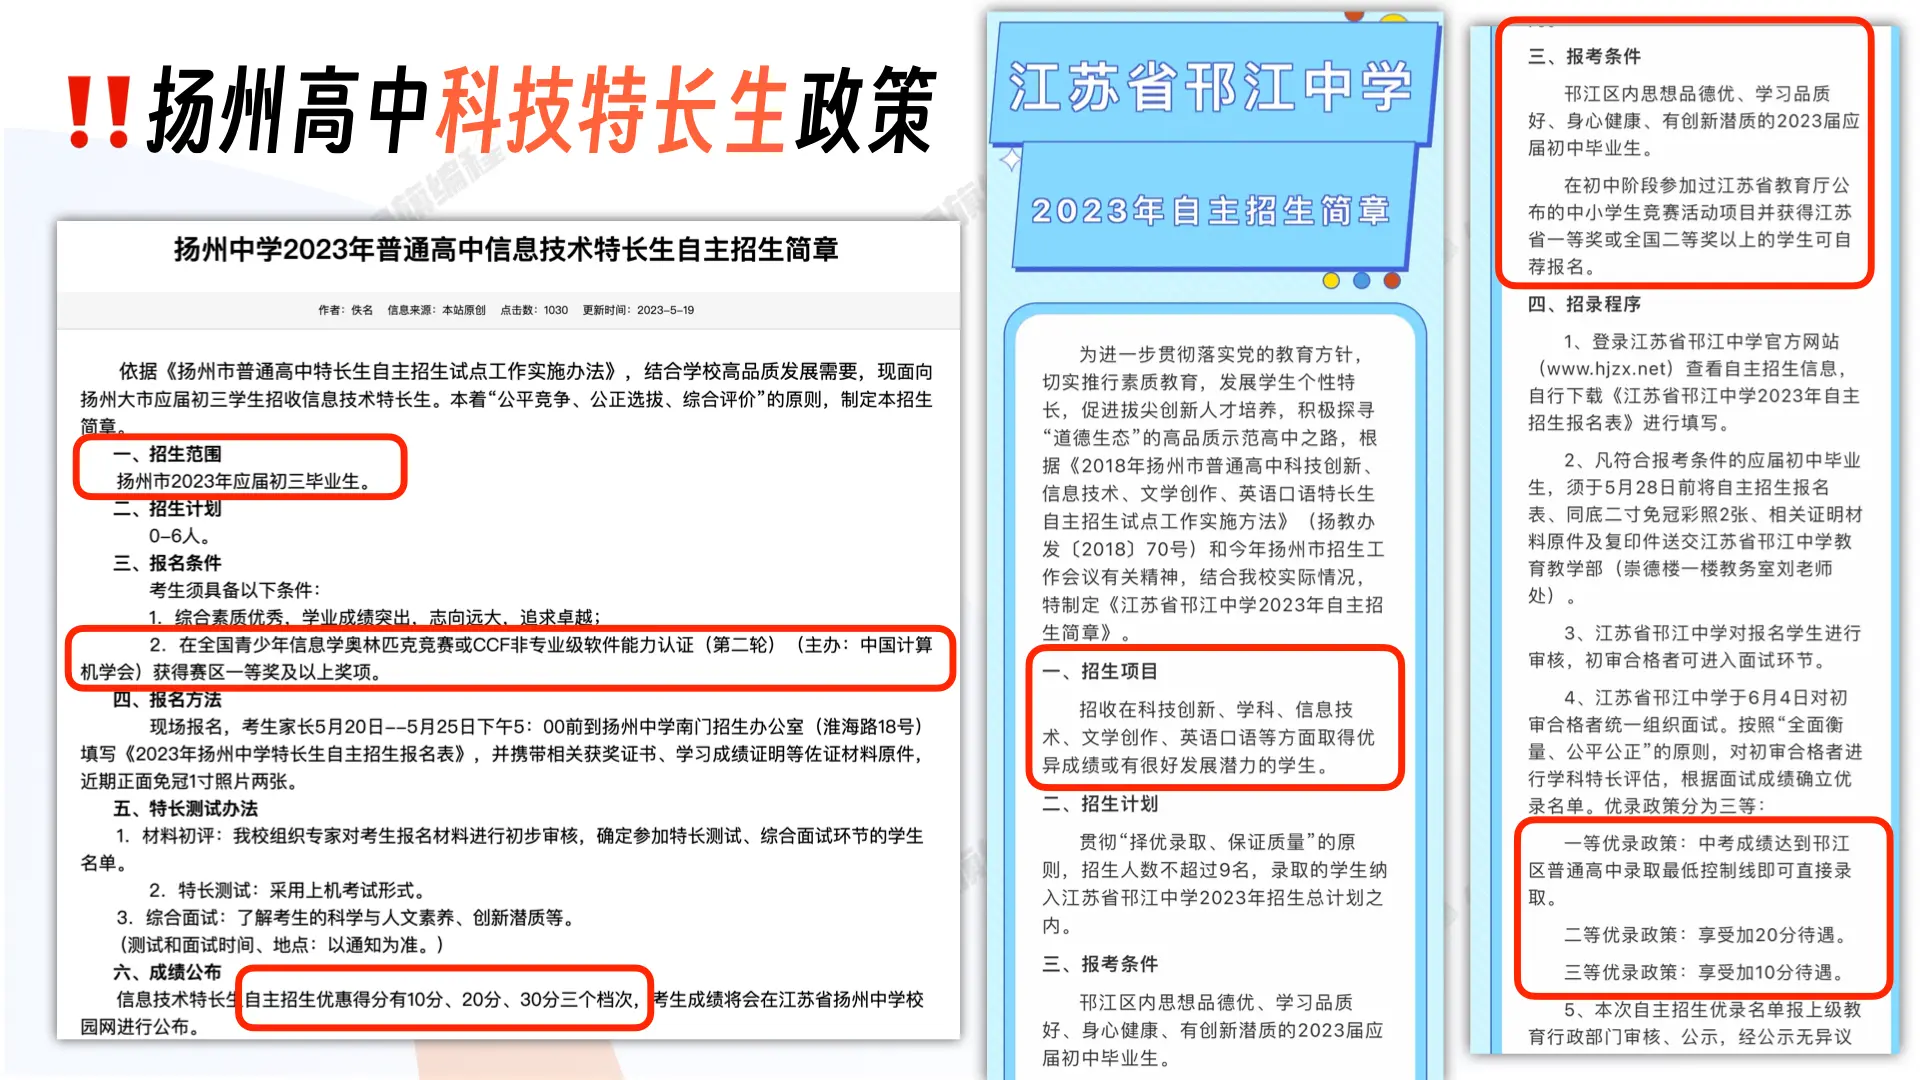 ‼扬州高中科技特长生政策
扬州中学2023年普通高中信息技术特长生自主招生简章
作者：佚名 信息来源：本站原创 点击数：1030 更新时间：2023-5-19
依据《扬州市普通高中特长生自主招生试点工作实施办法》，结合学校高品质发展需要，现面向
扬州大市应届初三学生招收信息技术特长生。本着“公平竞争、公正选拔、综合评价”的原则，制定本招生
简章。
一、招生范围
扬州市2023年应届初三毕业生。
二、招生计划
0-6人。
三、报名条件
考生须具备以下条件：
1．综合素质优秀，学业成绩突出，志向远大，追求卓越；
2．在全国青少年信息学奥林匹克竞赛或CCF非专业级软件能力认证（第二轮）（主办：中国计算
机学会）获得赛区一等奖及以上奖项。
四、报名方法
现场报名，考生家长5月20日--5月25日下午5：00前到扬州中学南门招生办公室（淮海路18号）
填写《2023年扬州中学特长生自主招生报名表》，并携带相关获奖证书、学习成绩证明等佐证材料原件，
近期正面免冠1寸照片两张。
五、特长测试办法
1．材料初评：我校组织专家对考生报名材料进行初步审核，确定参加特长测试、综合面试环节的学生
名单。
2．特长测试：采用上机考试形式。
3．综合面试：了解考生的科学与人文素养、创新潜质等。
（测试和面试时间、地点：以通知为准。）
六、成绩公布
信息技术特长生自主招生优惠得分有10分、20分、30分三个档次，考生成绩将会在江苏省扬州中学校
园网进行公布。
江苏省邗江中学
2023年自主招生简章
为进一步贯彻落实党的教育方针，
切实推行素质教育，发展学生个性特
长，促进拔尖创新人才培养，积极探寻
“道德生态”的高品质示范高中之路，根
据《2018年扬州市普通高中科技创新、
信息技术、文学创作、英语口语特长生
自主招生试点工作实施方法》（扬教办
发〔2018〕70号）和今年扬州市招生工
作会议有关精神，结合我校实际情况，
特制定《江苏省邗江中学2023年自主招
生简章》。
一、招生项目
招收在科技创新、学科、信息技
术、文学创作、英语口语等方面取得优
异成绩或有很好发展潜力的学生。
二、招生计划
贯彻“择优录取、保证质量”的原
则，招生人数不超过9名，录取的学生纳
入江苏省邗江中学2023年招生总计划之
内。
三、报考条件
邗江区内思想品德优、学习品质
好、身心健康、有创新潜质的2023届应
届初中毕业生。
三、报考条件
邗江区内思想品德优、学习品质
好、身心健康、有创新潜质的2023届应
届初中毕业生。
在初中阶段参加过江苏省教育厅公
布的中小学生竞赛活动项目并获得江苏
省一等奖或全国二等奖以上的学生可自
荐报名。
四、招录程序
1、登录江苏省邗江中学官方网站
（www.hjzx.net）查看自主招生信息，
自行下载《江苏省邗江中学2023年自主
招生报名表》进行填写。
2、凡符合报考条件的应届初中毕业
生，须于5月28日前将自主招生报名
表、同底二寸免冠彩照2张、相关证明材
料原件及复印件送交江苏省邗江中学教
育教学部（崇德楼一楼教务室刘老师
处）。
3、江苏省邗江中学对报名学生进行
审核，初审合格者可进入面试环节。
4、江苏省邗江中学于6月4日对初
审合格者统一组织面试。按照“全面衡
量、公平公正”的原则，对初审合格者进
行学科特长评估，根据面试成绩确立优
录名单。优录政策分为三等：
一等优录政策：中考成绩达到邗江
区普通高中录取最低控制线即可直接录
取。
二等优录政策：享受加20分待遇。
三等优录政策：享受加10分待遇。
5、本次自主招生优录名单报上级教
育行政部门审核、公示，经公示无异议